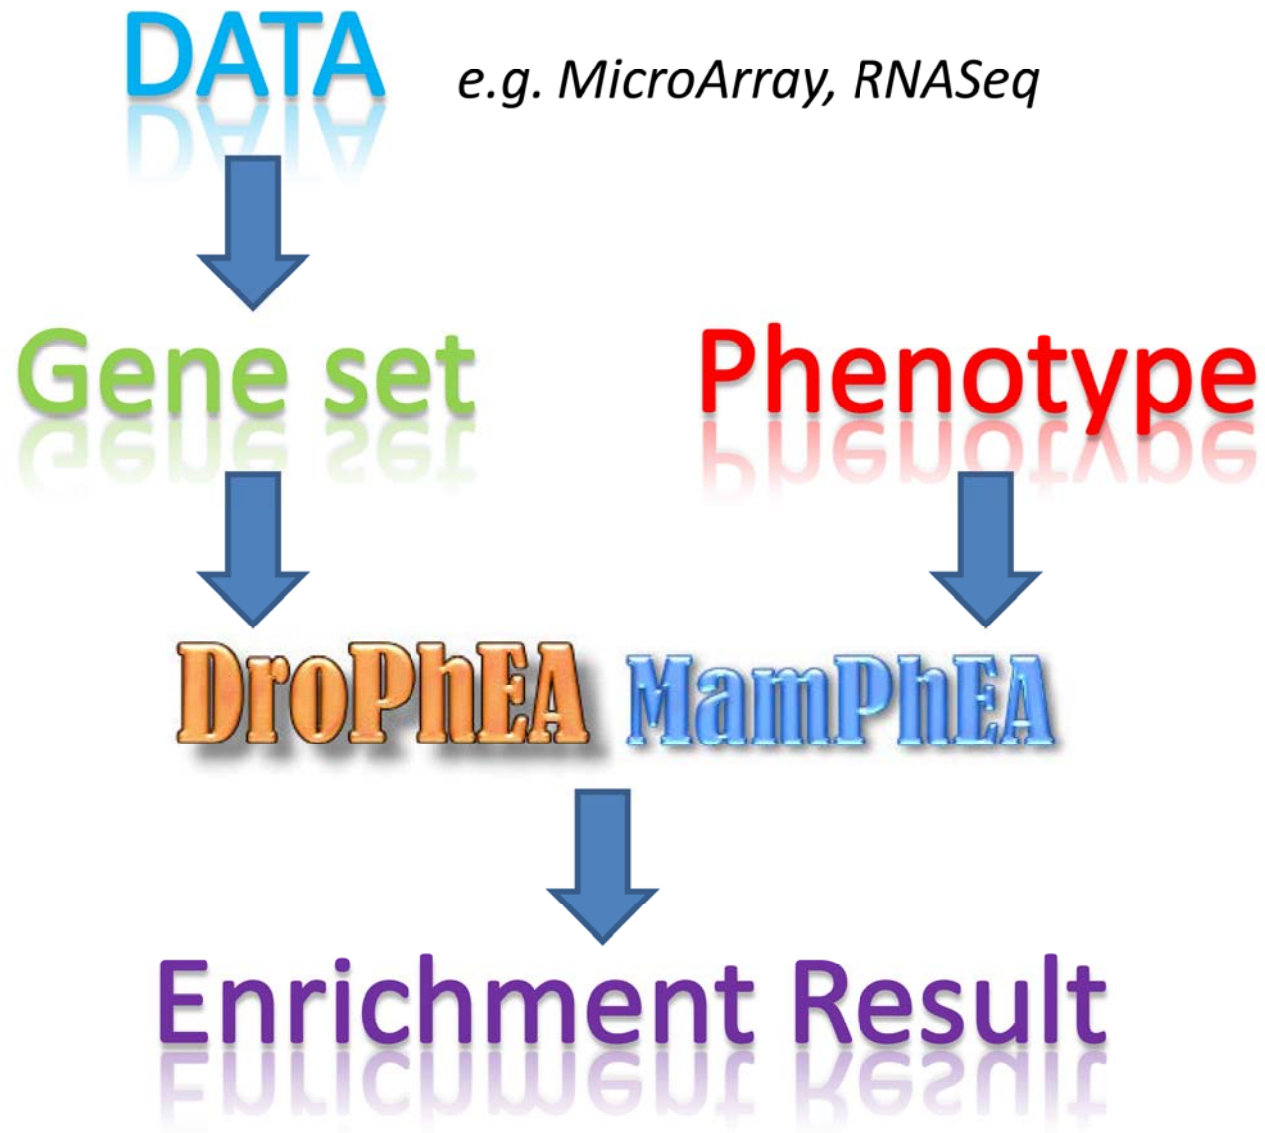 DATA e.g. MicroArray, RNASeq
Gene set Phenotype
DroPhEA MamPhEA
Enrichment Result